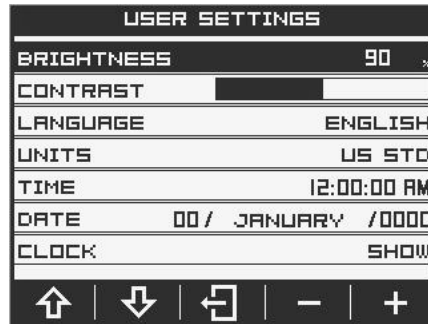 USER SETTINGS
BRIGHTNESS 90 %
CONTRAST
LANGUAGE ENGLISH
UNITS US STD
TIME 12:00:00 AM
DATE 00/ JANUARY /0000
CLOCK SHOW